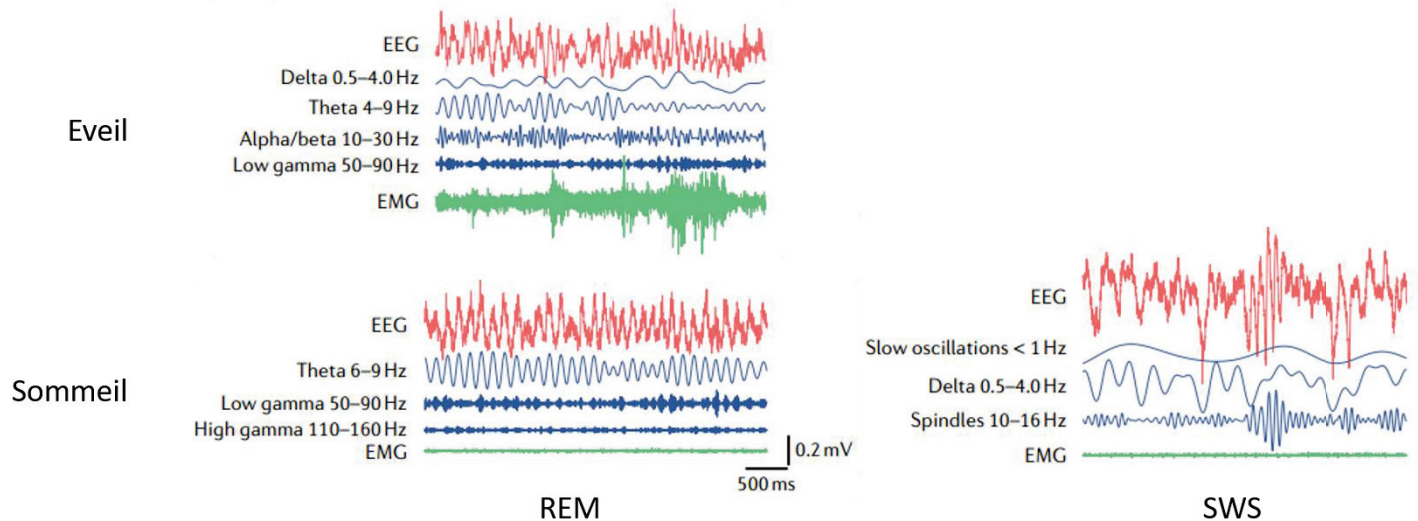 Eveil
EEG
Delta 0.5–4.0 Hz
Theta 4–9 Hz
Alpha/beta 10–30 Hz
Low gamma 50–90 Hz
EMG
Sommeil
EEG
Theta 6–9 Hz
Low gamma 50–90 Hz
High gamma 110–160 Hz
EMG
0.2 mV
500 ms
REM
EEG
Slow oscillations < 1 Hz
Delta 0.5–4.0 Hz
Spindles 10–16 Hz
EMG
SWS